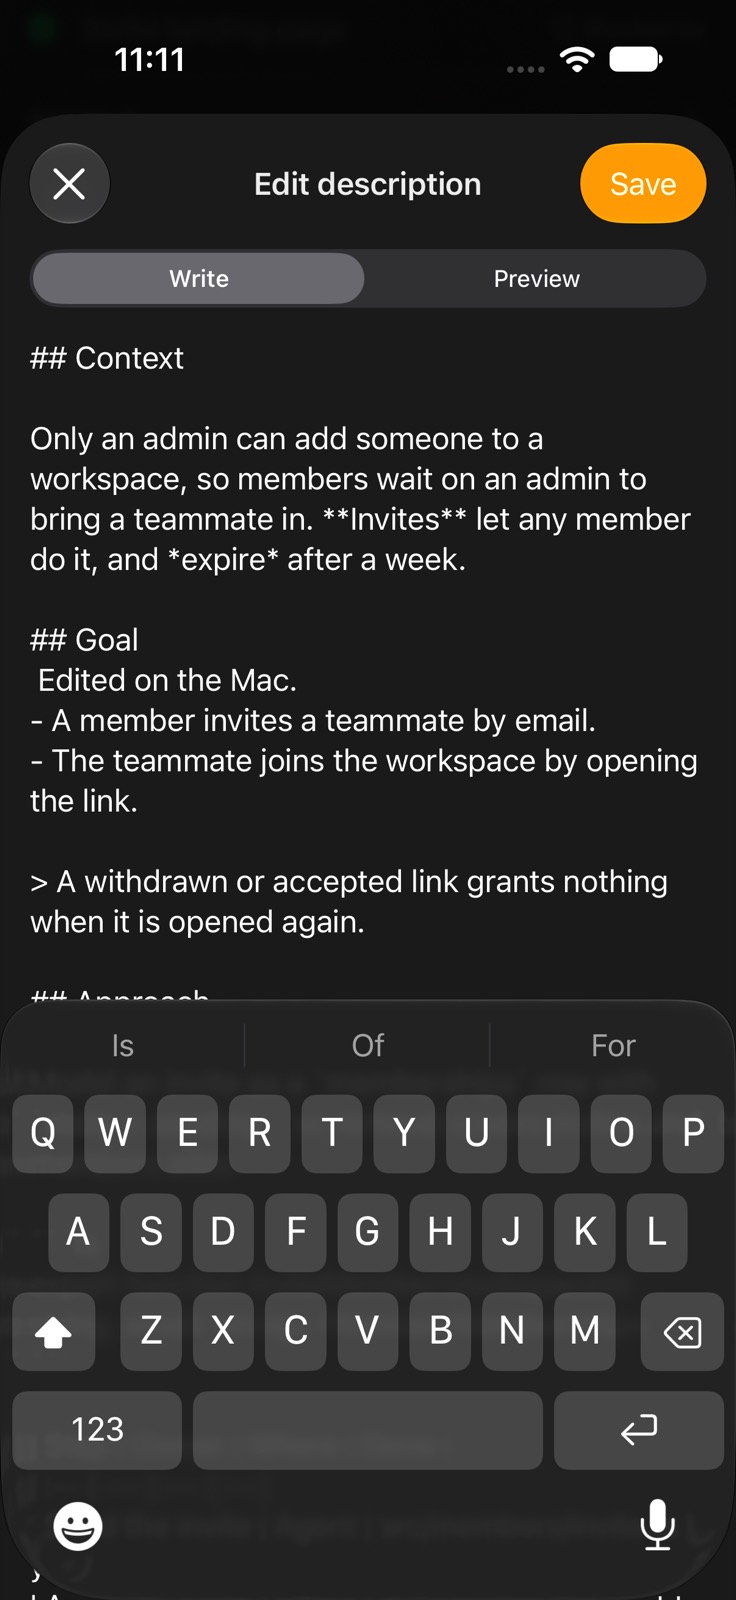 11:11
Edit description
Save
Write
Preview
## Context
Only an admin can add someone to a
workspace, so members wait on an admin to
bring a teammate in. **Invites** let any member
do it, and *expire* after a week.
## Goal
Edited on the Mac.
- A member invites a teammate by email.
- The teammate joins the workspace by opening
the link.
> A withdrawn or accepted link grants nothing
when it is opened again.
## Approach
Is Of For
Q W E R T Y U I O P
A S D F G H J K L
Z X C V B N M
123